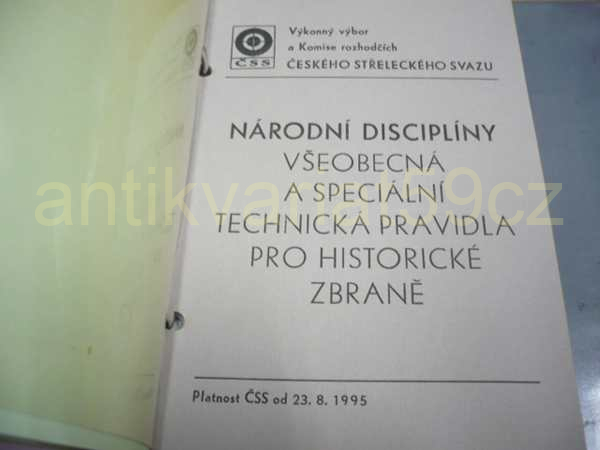 ČSS
Výkonný výbor
a Komise rozhodčích
ČESKÉHO STŘELECKÉHO SVAZU
NÁRODNÍ DISCIPLÍNY
VŠEOBECNÁ
A SPECIÁLNÍ
TECHNICKÁ PRAVIDLA
PRO HISTORICKÉ
ZBRANĚ
antikvariat59cz
Platnost ČSS od 23. 8. 1995